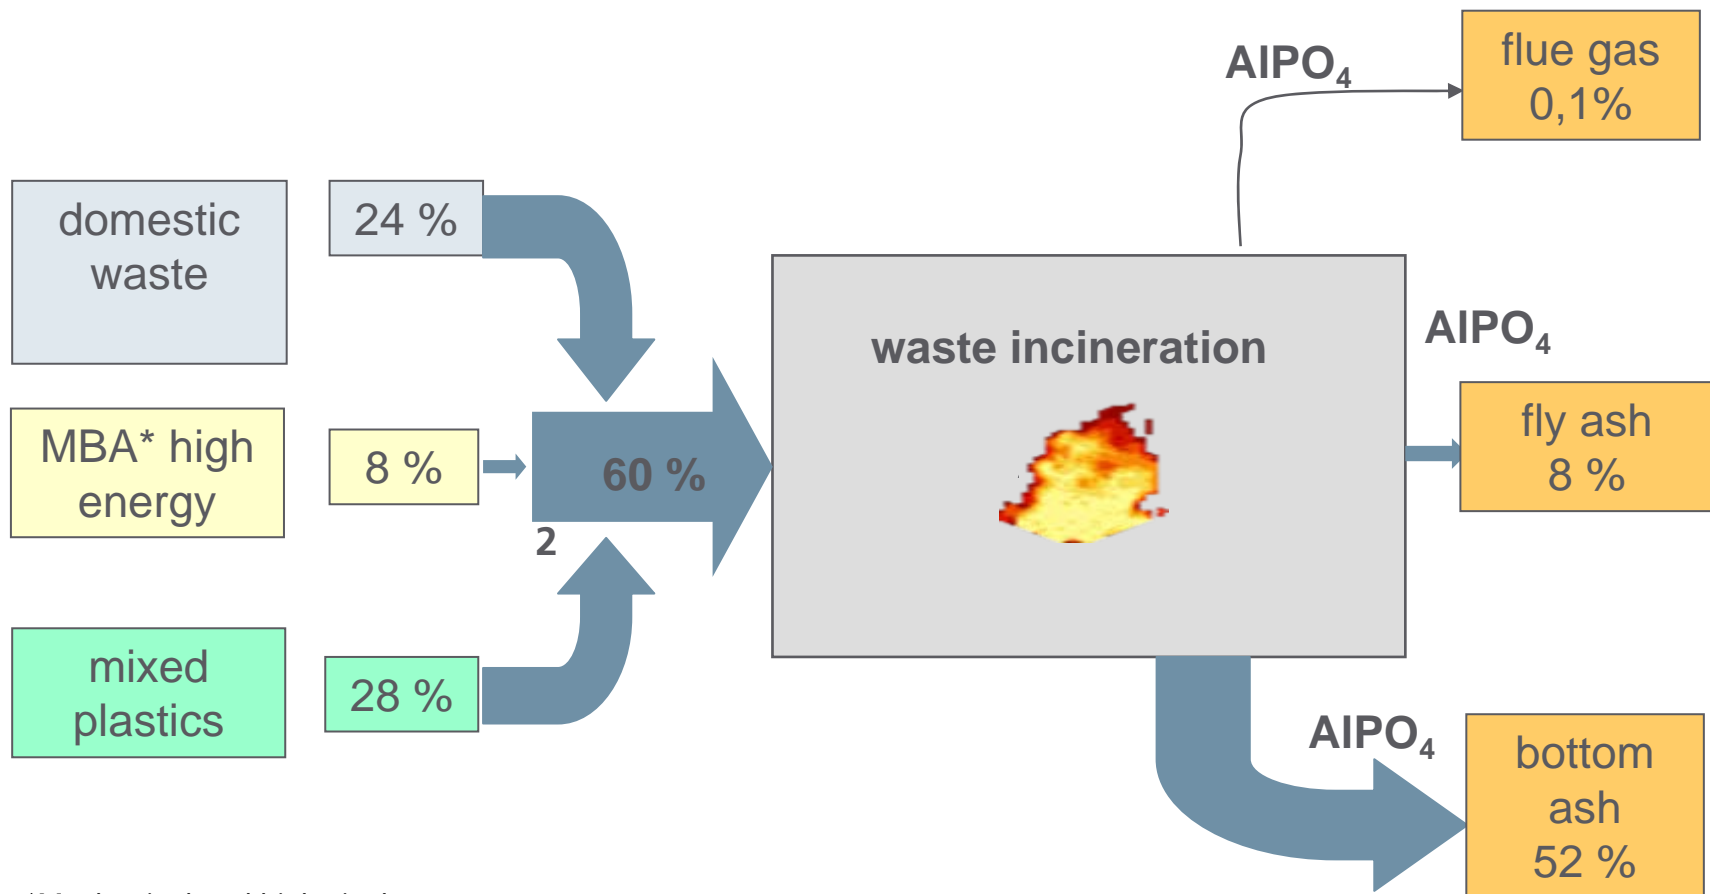 AlPO₄
flue gas
0,1%
domestic
waste
24 %
waste incineration
AlPO₄
MBA* high
energy
8 %
60 %
2
fly ash
8 %
mixed
plastics
28 %
AlPO₄
bottom
ash
52 %